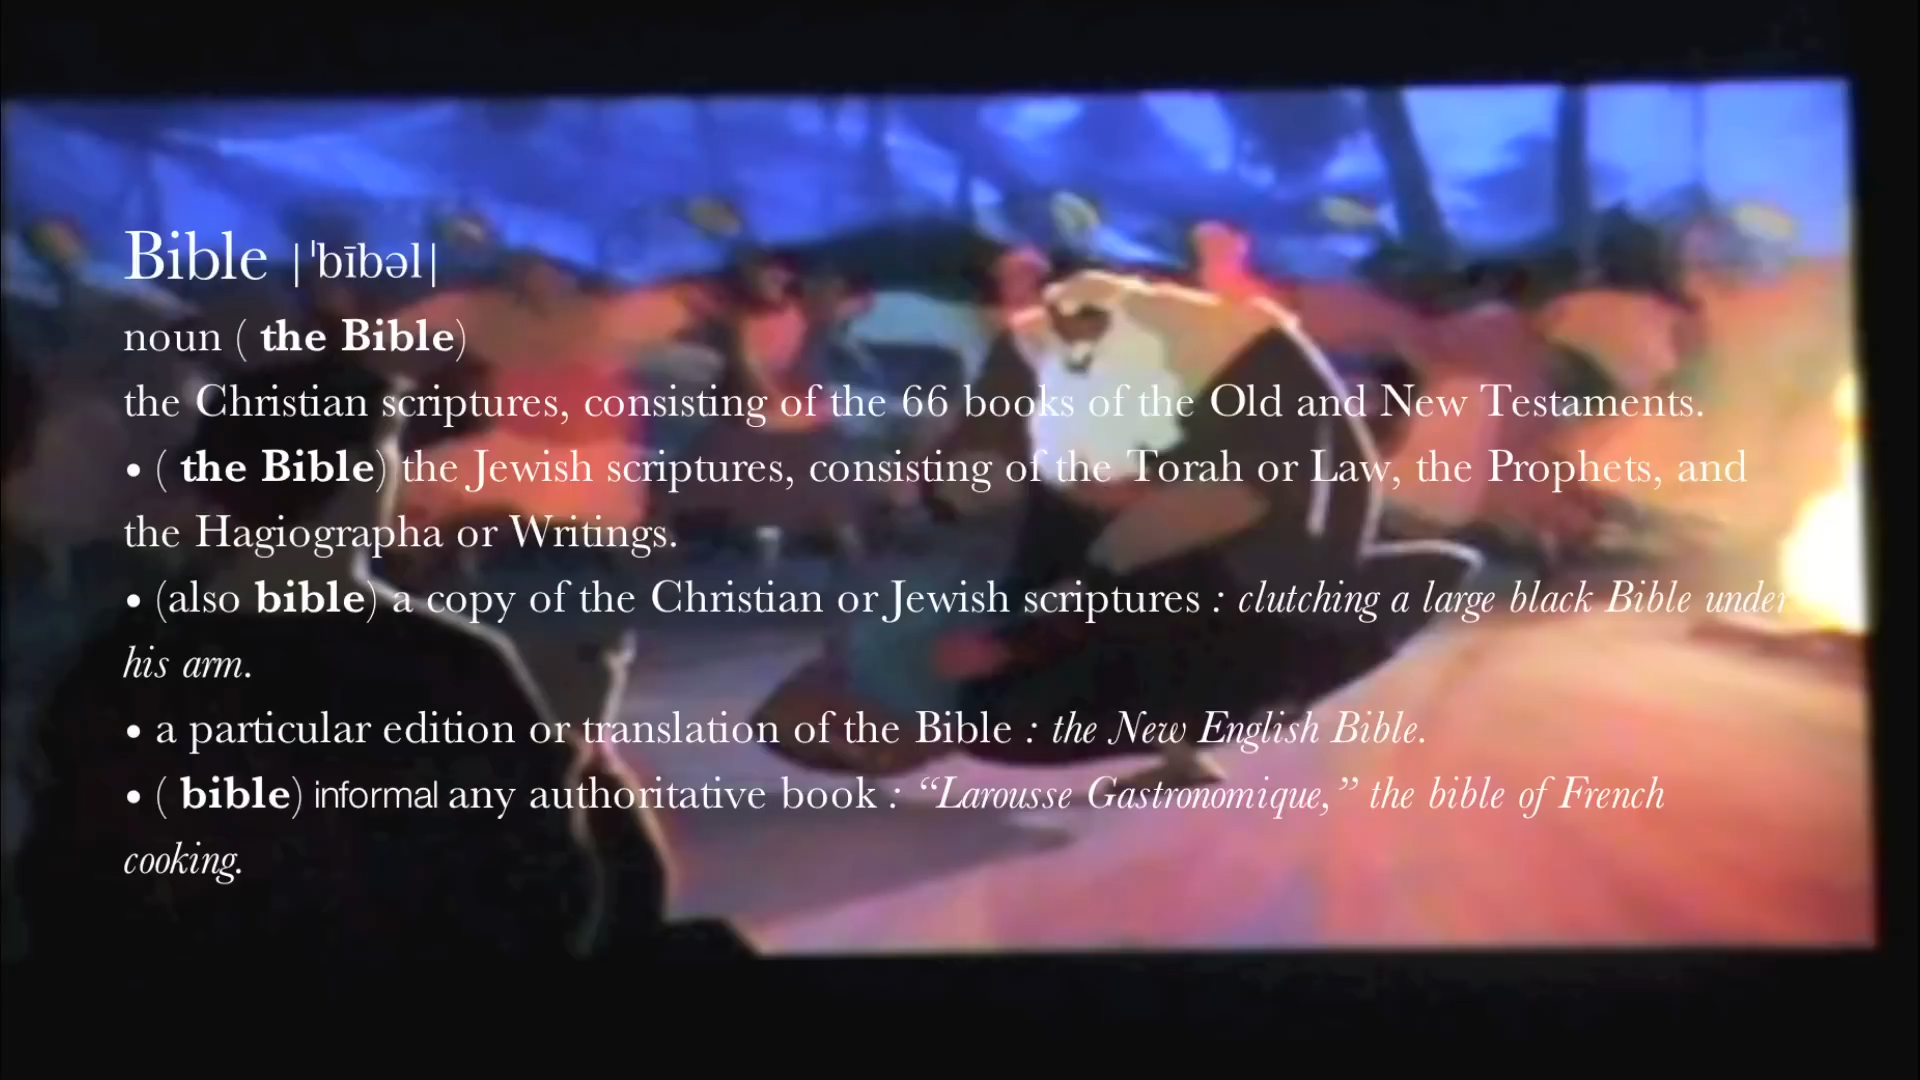 Bible |ˈbībəl|
noun ( the Bible)
the Christian scriptures, consisting of the 66 books of the Old and New Testaments.
• ( the Bible) the Jewish scriptures, consisting of the Torah or Law, the Prophets, and
the Hagiographa or Writings.
• (also bible) a copy of the Christian or Jewish scriptures : clutching a large black Bible under
his arm.
• a particular edition or translation of the Bible : the New English Bible.
• ( bible) informal any authoritative book : “Larousse Gastronomique,” the bible of French
cooking.